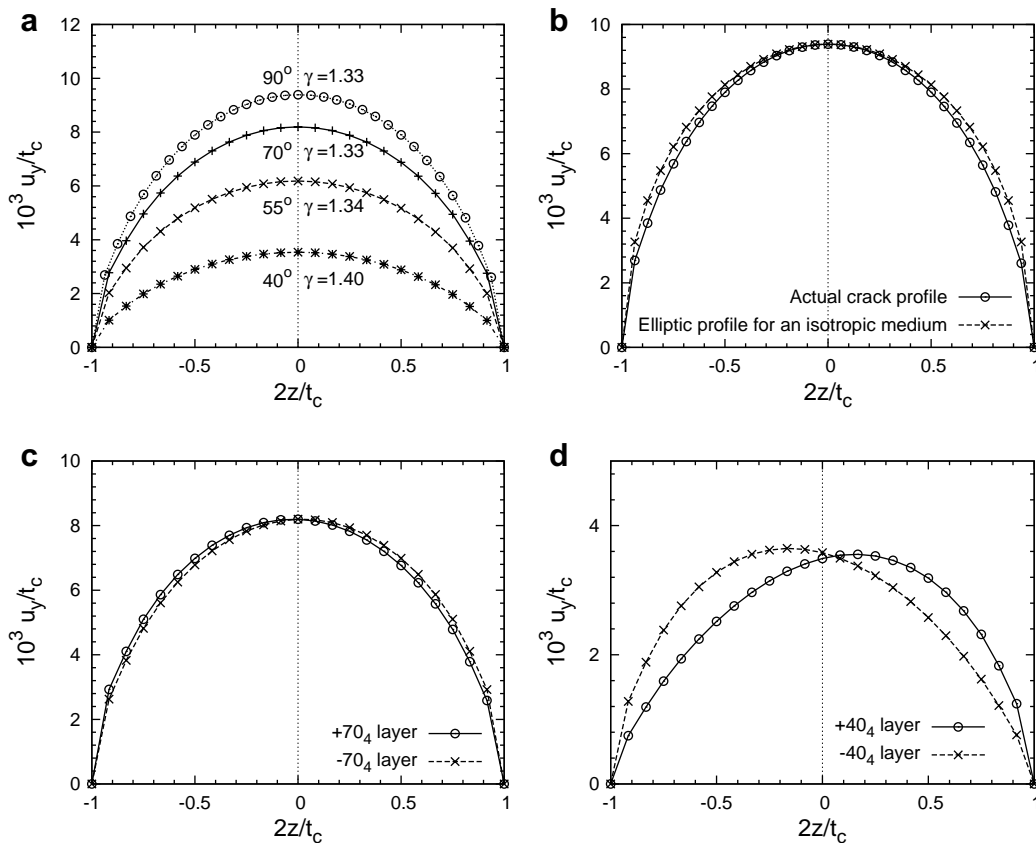 a
12
10
8
6
4
2
0
10³ u_y/t_c
90° γ=1.33
70° γ=1.33
55° γ=1.34
40° γ=1.40
-1 -0.5 0 0.5 1
2z/t_c
b
10
8
6
4
2
0
10³ u_y/t_c
Actual crack profile
Elliptic profile for an isotropic medium
-1 -0.5 0 0.5 1
2z/t_c
c
10
8
6
4
2
0
10³ u_y/t_c
+70₄ layer
-70₄ layer
-1 -0.5 0 0.5 1
2z/t_c
d
4
2
0
10³ u_y/t_c
+40₄ layer
-40₄ layer
-1 -0.5 0 0.5 1
2z/t_c